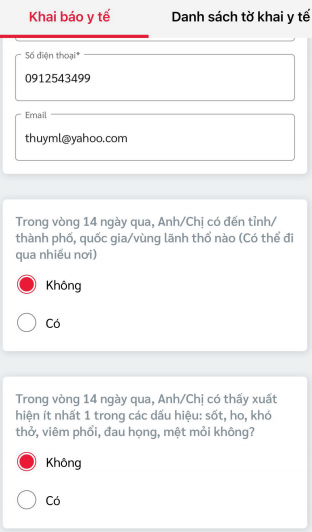 Khai báo y tế
Danh sách tờ khai y tế
Số điện thoại*
0912543499
Email
thuyml@yahoo.com
Trong vòng 14 ngày qua, Anh/Chị có đến tỉnh/
thành phố, quốc gia/vùng lãnh thổ nào (Có thể đi
qua nhiều nơi)
Không
Có
Trong vòng 14 ngày qua, Anh/Chị có thấy xuất
hiện ít nhất 1 trong các dấu hiệu: sốt, ho, khó
thở, viêm phổi, đau họng, mệt mỏi không?
Không
Có